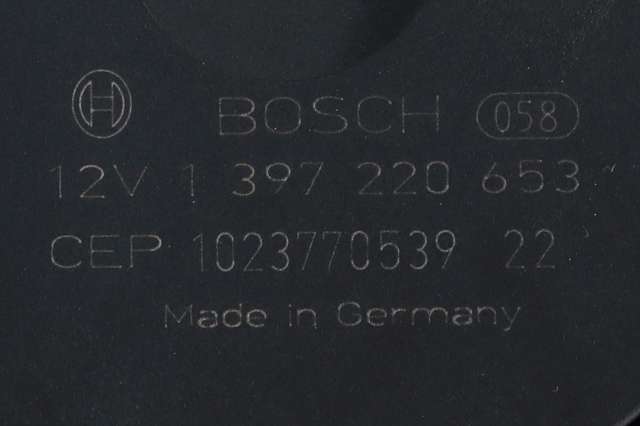 BOSCH 058
12V 1 397 220 653
CEP 1023770539 22
Made in Germany